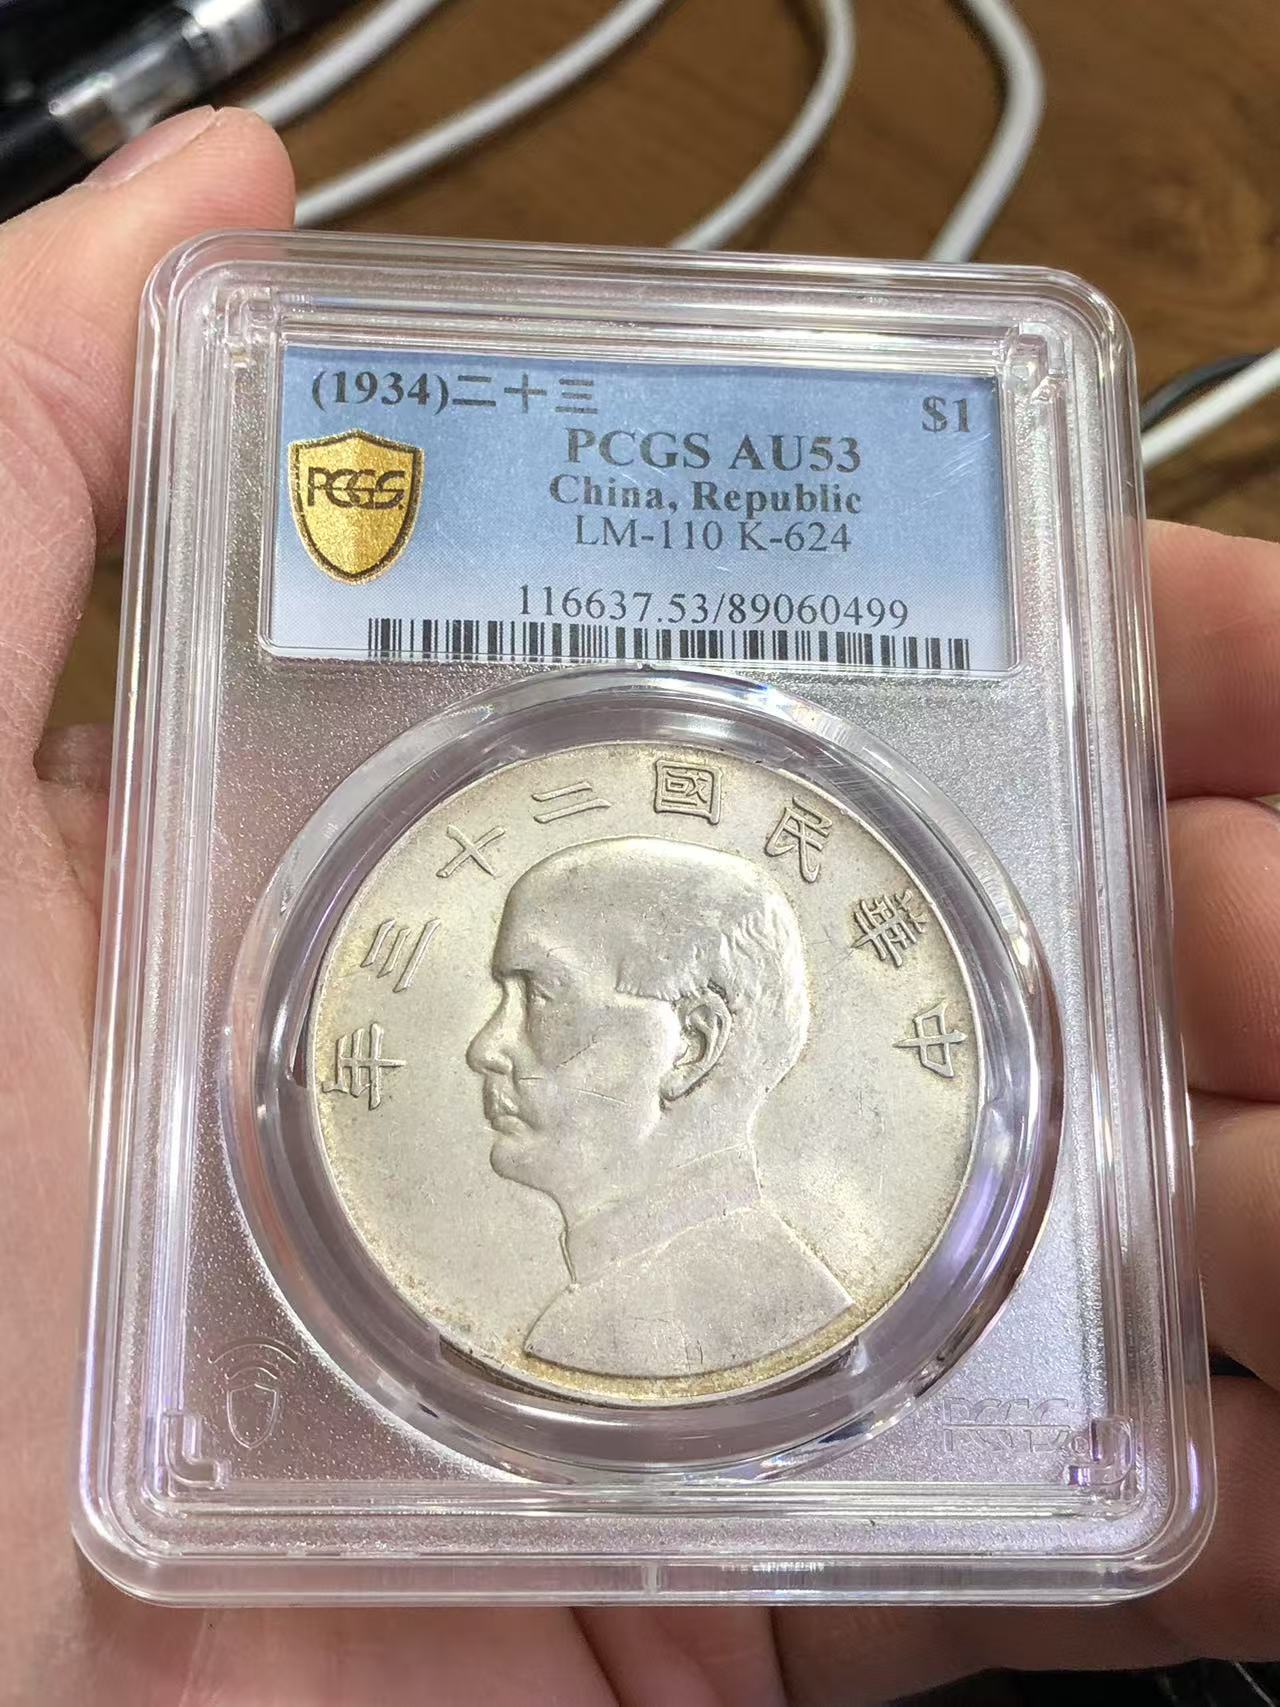 (1934)二十三
$1
PCGS AU53
PCGS
China, Republic
LM-110 K-624
116637.53/89060499
年三十二國民華中
PCGS